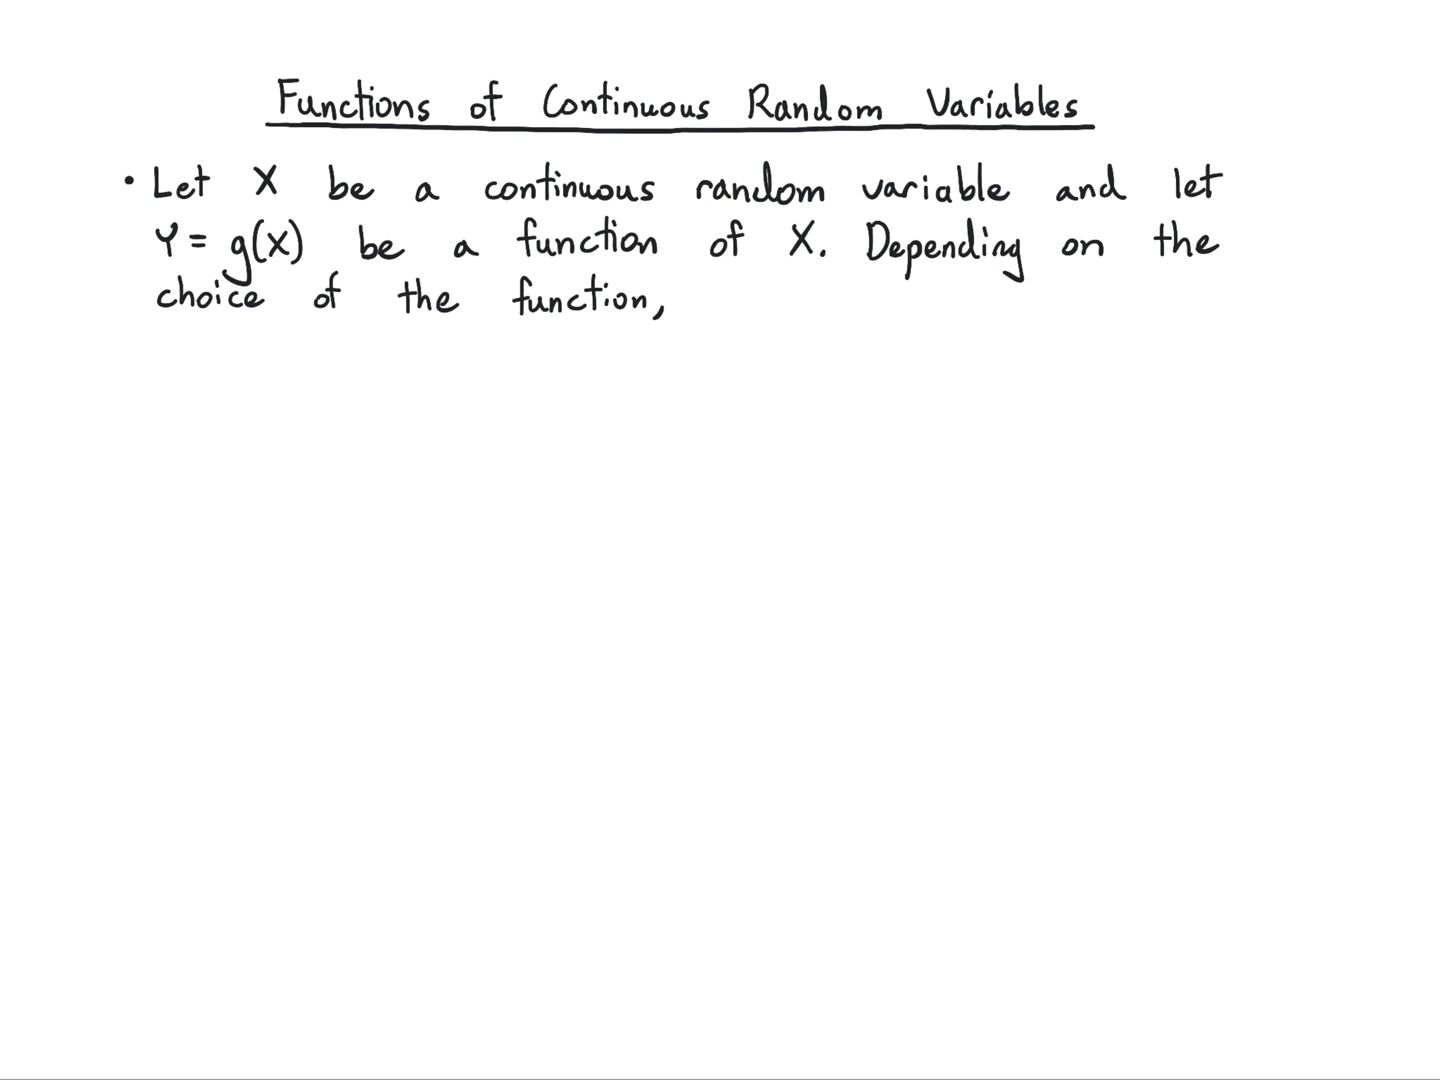 Functions of Continuous Random Variables
• Let X be a continuous random variable and let
Y = g(X) be a function of X. Depending on the
choice of the function,